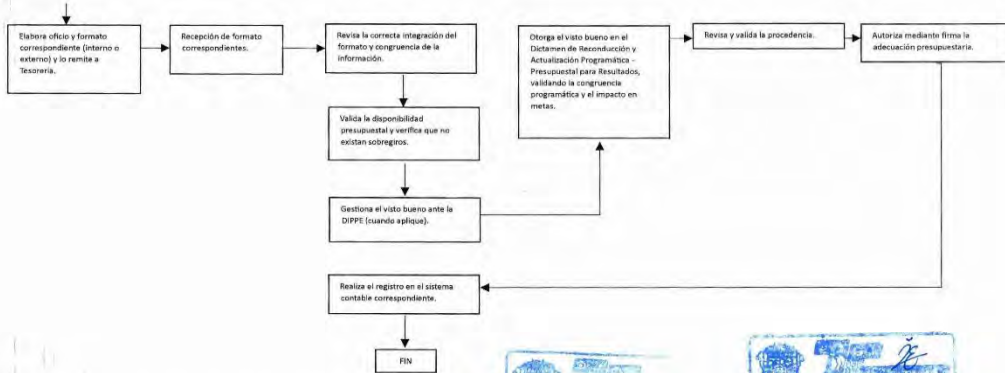 Elabora oficio y formato
correspondiente (interno o
externo) y lo remite a
Tesorería.
Recepción de formato
correspondientes.
Revisa la correcta integración del
formato y congruencia de la
información.
Valida la disponibilidad
presupuestal y verifica que no
existan sobregiros.
Gestiona el visto bueno ante la
DIPPE (cuando aplique).
Otorga el visto bueno en el
Dictamen de Reconducción y
Actualización Programática –
Presupuestal para Resultados,
validando la congruencia
programática y el impacto en
metas.
Revisa y valida la procedencia.
Autoriza mediante firma la
adecuación presupuestaria.
Realiza el registro en el sistema
contable correspondiente.
FIN